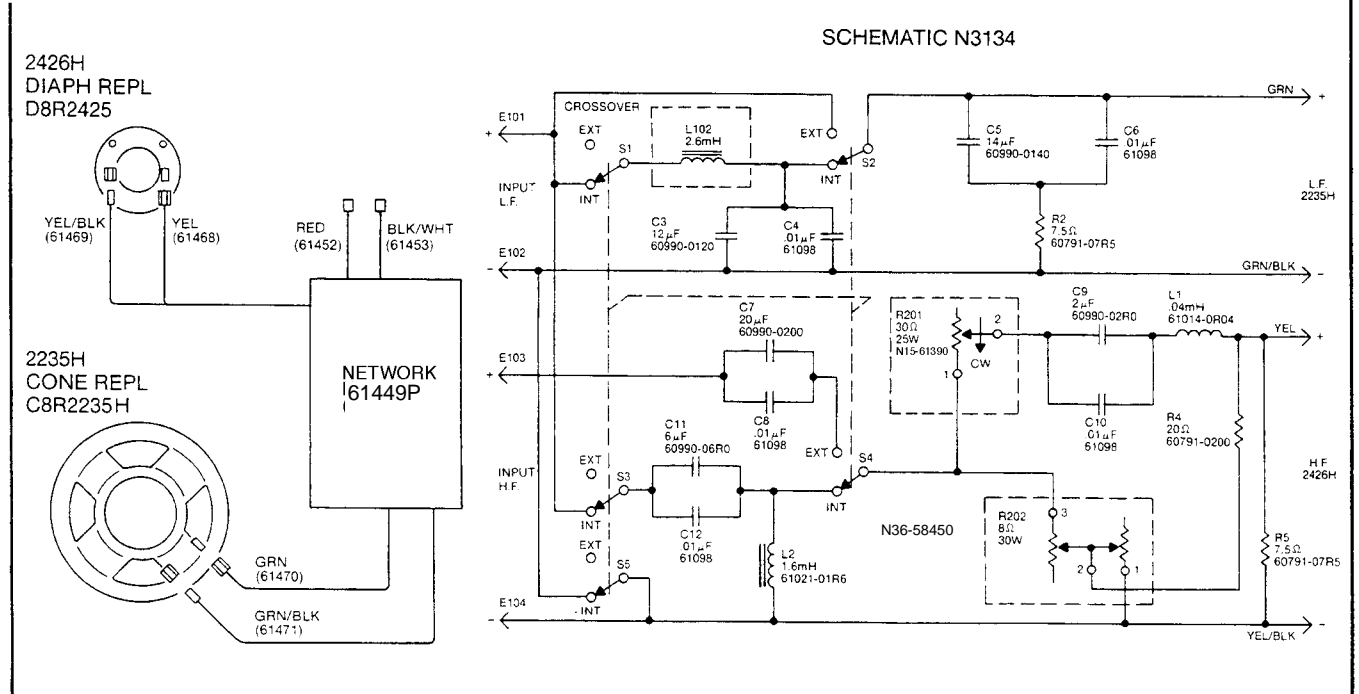 SCHEMATIC N3134
2426H
DIAPH REPL
D8R2425
YEL/BLK
(61469)
YEL
(61468)
RED
(61452)
BLK/WHT
(61453)
NETWORK
61449P
2235H
CONE REPL
C8R2235H
GRN
(61470)
GRN/BLK
(61471)
E101
+
INPUT
L.F.
E102
-
CROSSOVER
EXT
S1
INT
L102
2.6mH
EXT
S2
INT
C3
12µF
60990-0120
C4
.01µF
61098
C5
14µF
60990-0140
C6
.01µF
61098
R2
7.5Ω
60791-07R5
GRN
+
L.F.
2235H
GRN/BLK
-
E103
+
INPUT
H.F.
E104
-
C7
20µF
60990-0200
C8
.01µF
61098
EXT
S3
INT
EXT
S5
INT
C11
6µF
60990-06R0
C12
.01µF
61098
L2
1.6mH
61021-01R6
EXT
S4
INT
R201
30Ω
25W
N15-61390
2
CW
1
C9
2µF
60990-02R0
C10
.01µF
61098
L1
.04mH
61014-0R04
YEL
+
R4
20Ω
60791-0200
H.F.
2426H
N36-58450
R202
8Ω
30W
3
2
1
R5
7.5Ω
60791-07R5
YEL/BLK
-